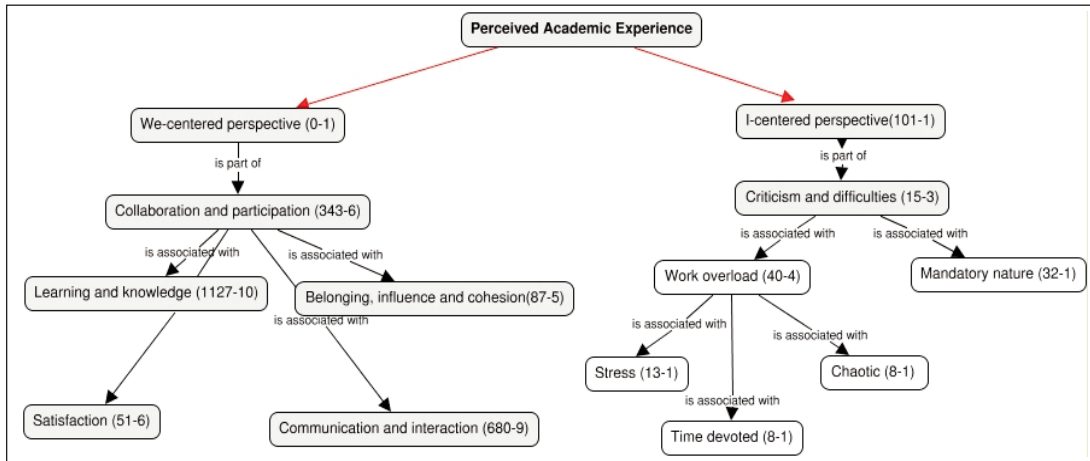 Perceived Academic Experience
We-centered perspective (0-1)
I-centered perspective(101-1)
is part of
is part of
Collaboration and participation (343-6)
Criticism and difficulties (15-3)
is associated with
is associated with
is associated with
is associated with
Learning and knowledge (1127-10)
Belonging, influence and cohesion(87-5)
Work overload (40-4)
Mandatory nature (32-1)
is associated with
is associated with
is associated with
Stress (13-1)
Chaotic (8-1)
is associated with
Satisfaction (51-6)
Communication and interaction (680-9)
Time devoted (8-1)